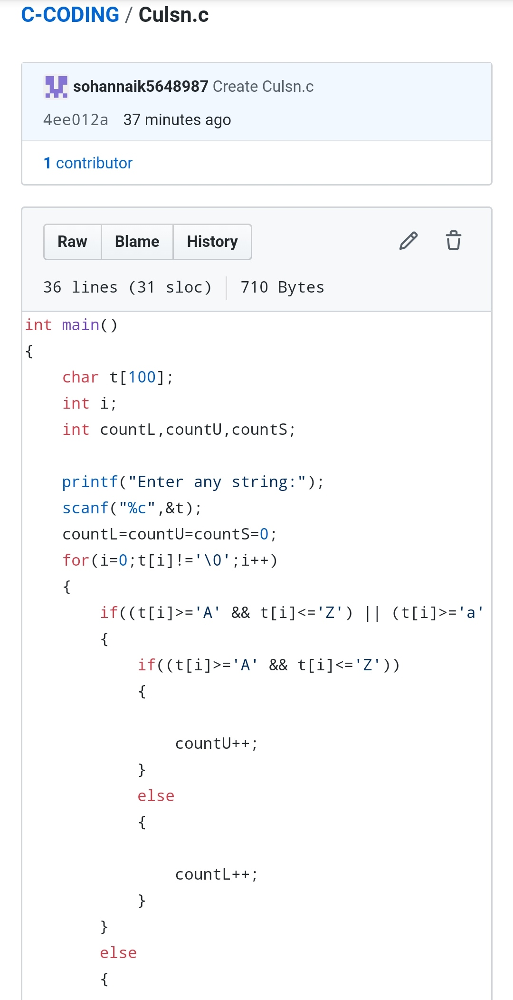 C-CODING / Culsn.c
sohannaik5648987 Create Culsn.c
4ee012a 37 minutes ago
1 contributor
Raw Blame History
36 lines (31 sloc) 710 Bytes
int main()
{
    char t[100];
    int i;
    int countL,countU,countS;

    printf("Enter any string:");
    scanf("%c",&t);
    countL=countU=countS=0;
    for(i=0;t[i]!='\0';i++)
    {
        if((t[i]>='A' && t[i]<='Z') || (t[i]>='a'
        {
            if((t[i]>='A' && t[i]<='Z'))
            {

                countU++;
            }
            else
            {

                countL++;
            }
        }
        else
        {